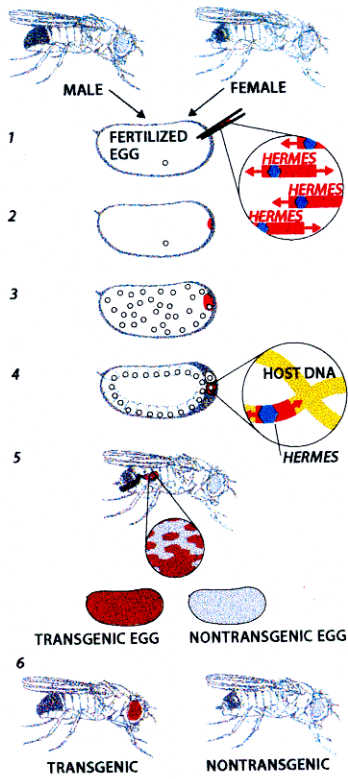 MALE
FEMALE
1
FERTILIZED
EGG
HERMES
HERMES
HERMES
2
3
4
HOST DNA
HERMES
5
TRANSGENIC EGG
NONTRANSGENIC EGG
6
TRANSGENIC
NONTRANSGENIC